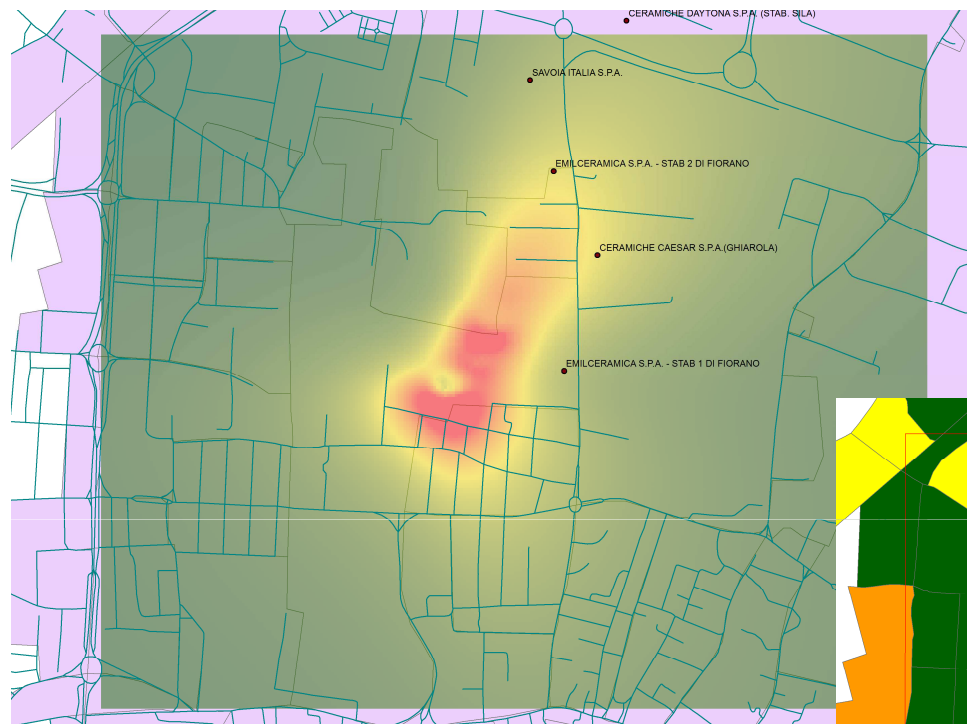 CERAMICHE DAYTONA S.P.A. (STAB. SILA)
SAVOIA ITALIA S.P.A.
EMILCERAMICA S.P.A. - STAB 2 DI FIORANO
CERAMICHE CAESAR S.P.A.(GHIAROLA)
EMILCERAMICA S.P.A. - STAB 1 DI FIORANO